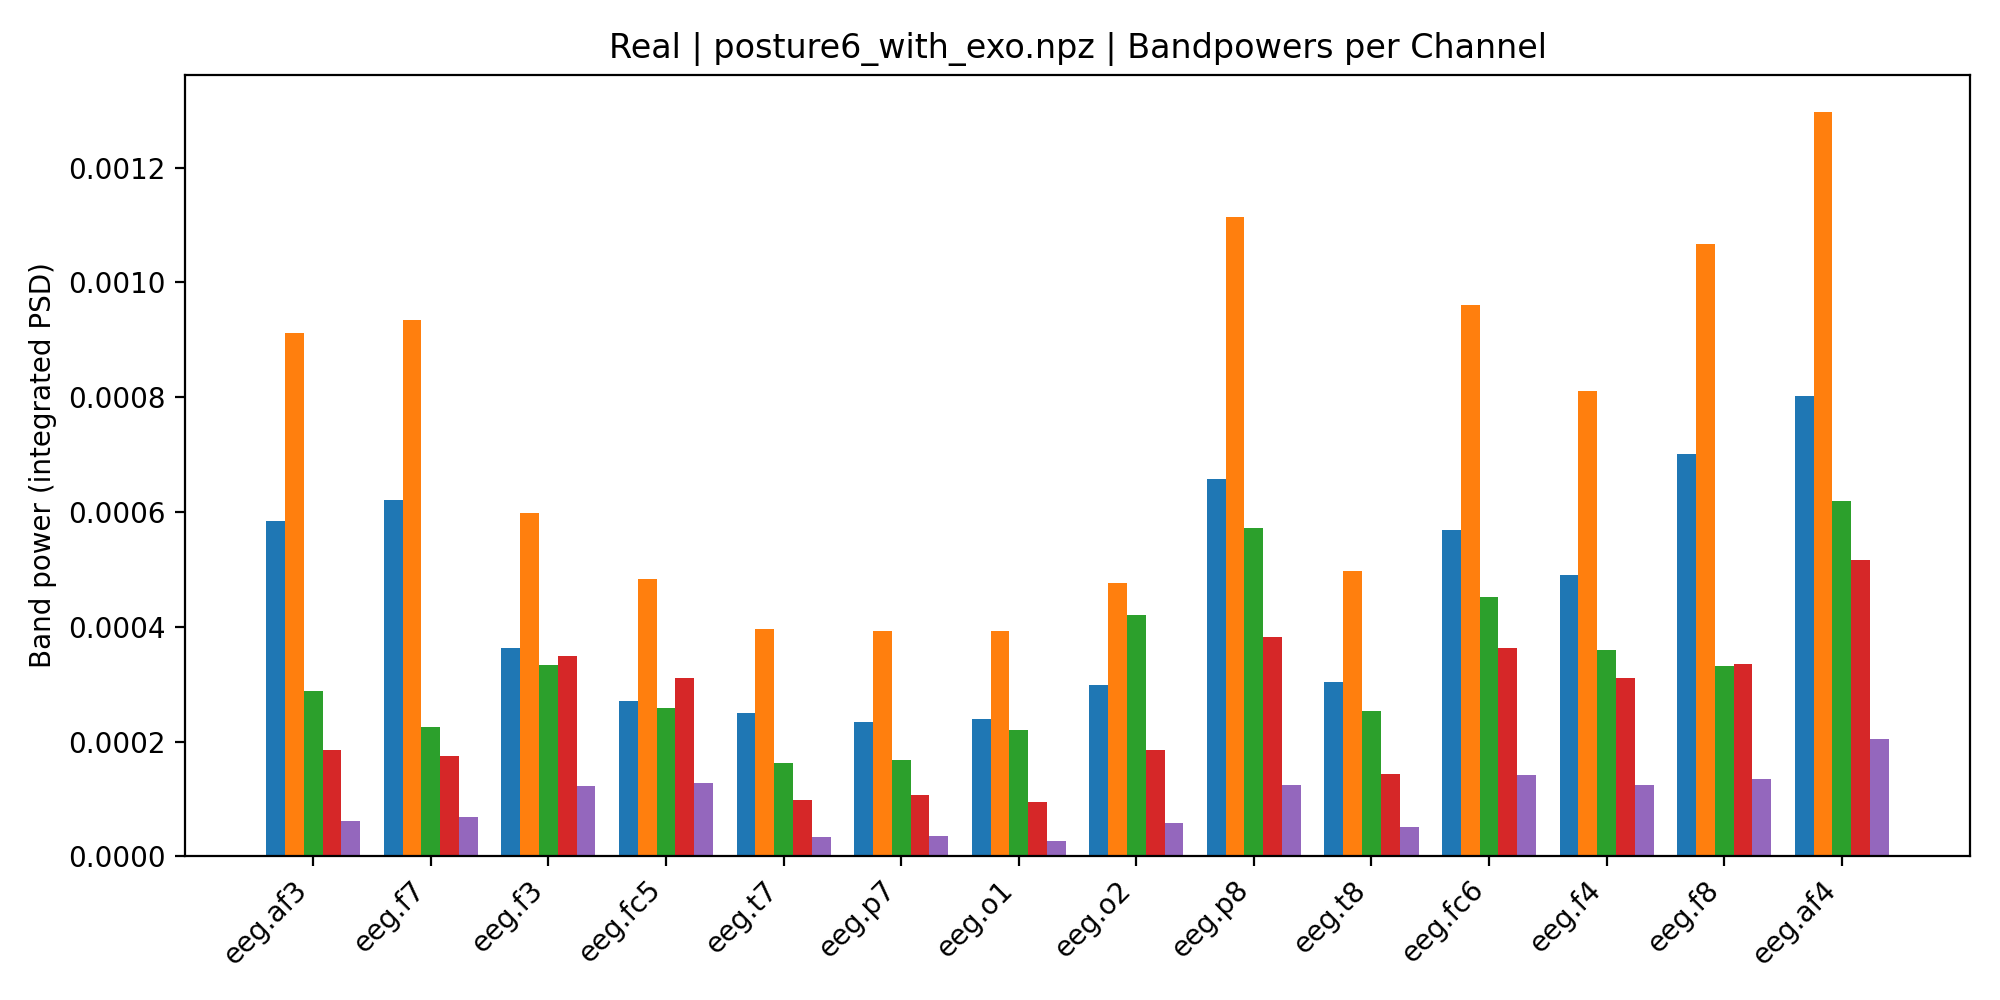 Real | posture6_with_exo.npz | Bandpowers per Channel
Band power (integrated PSD)
0.0012
0.0010
0.0008
0.0006
0.0004
0.0002
0.0000
eeg.af3
eeg.f7
eeg.f3
eeg.fc5
eeg.t7
eeg.p7
eeg.o1
eeg.o2
eeg.p8
eeg.t8
eeg.fc6
eeg.f4
eeg.f8
eeg.af4